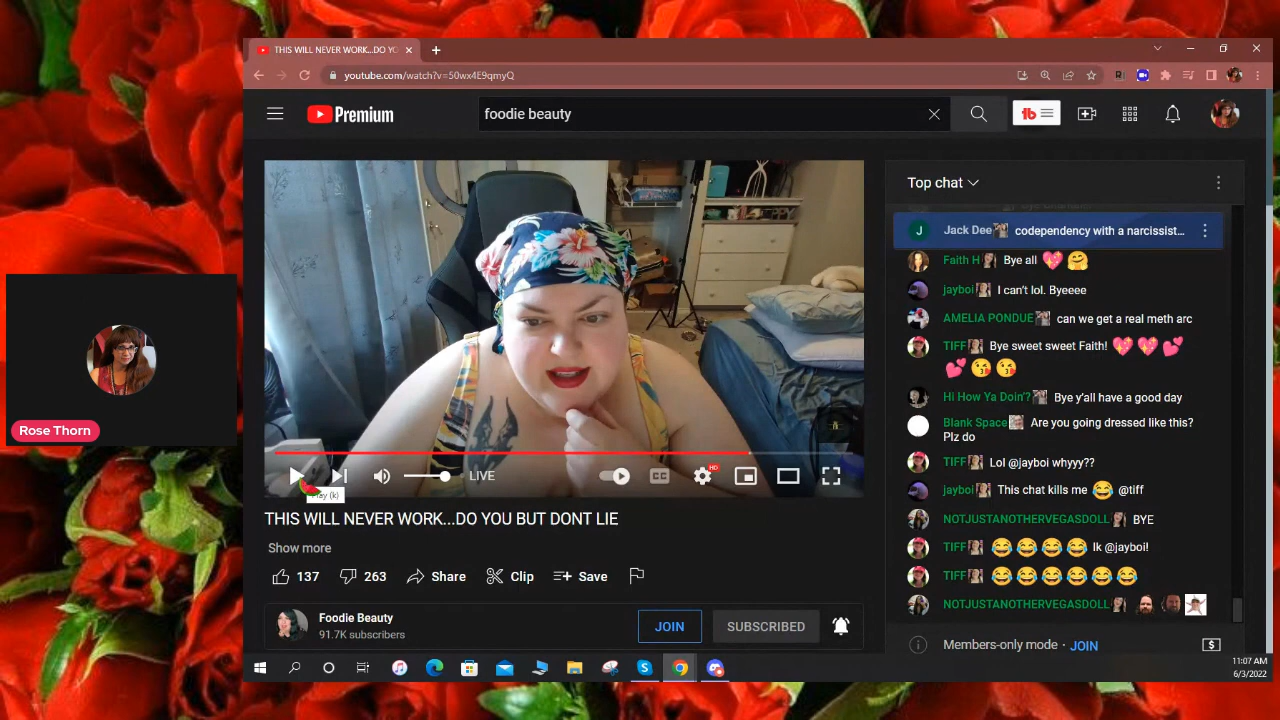 THIS WILL NEVER WORK...DO YO
youtube.com/watch?v=50wx4E9qmyQ
Premium
foodie beauty
tb
Top chat
J
Jack Dee codependency with a narcissist...
Faith H Bye all
jayboi I can't lol. Byeeee
AMELIA PONDUE can we get a real meth arc
TIFF Bye sweet sweet Faith!
Hi How Ya Doin'? Bye y'all have a good day
Blank Space Are you going dressed like this?
Plz do
TIFF Lol @jayboi whyyy??
jayboi This chat kills me @tiff
NOTJUSTANOTHERVEGASDOLL BYE
TIFF Ik @jayboi!
TIFF
NOTJUSTANOTHERVEGASDOLL
Members-only mode · JOIN
Rose Thorn
LIVE
CC
HD
Play (k)
THIS WILL NEVER WORK...DO YOU BUT DONT LIE
Show more
137 263 Share Clip Save
Foodie Beauty
91.7K subscribers
JOIN SUBSCRIBED
11:07 AM
6/3/2022